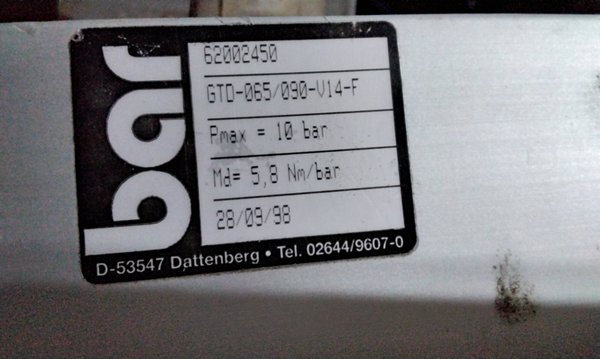 bar
62002450
GTD-065/090-V14-F
Pmax = 10 bar
Md= 5,8 Nm/bar
28/09/98
D-53547 Dattenberg • Tel. 02644/9607-0